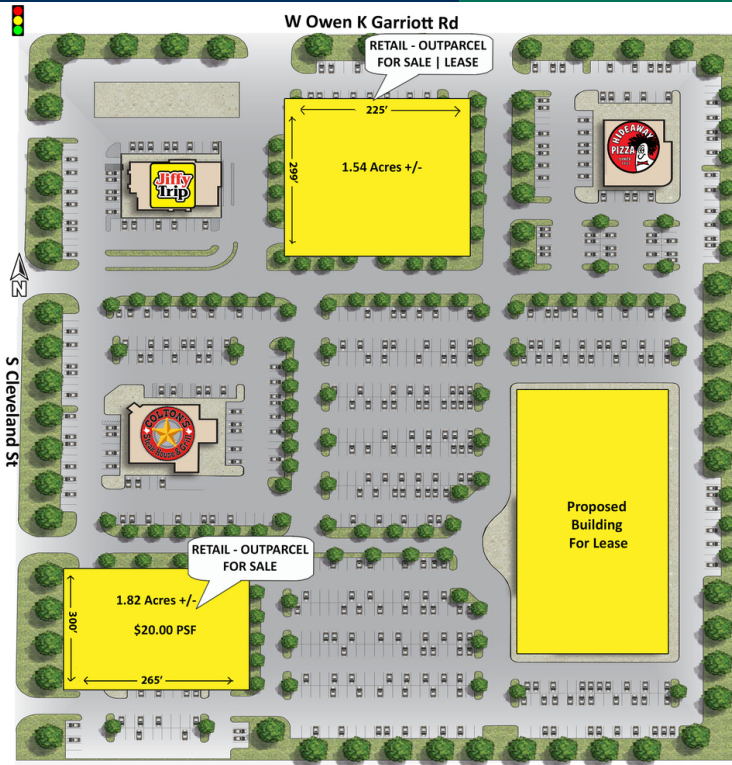 W Owen K Garriott Rd
RETAIL - OUTPARCEL
FOR SALE | LEASE
225'
299'
1.54 Acres +/-
HIDEAWAY
PIZZA
Jiffy
Trip
N
S Cleveland St
COLTON'S
Steak House & Grill
Proposed
Building
For Lease
RETAIL - OUTPARCEL
FOR SALE
1.82 Acres +/-
$20.00 PSF
300'
265'